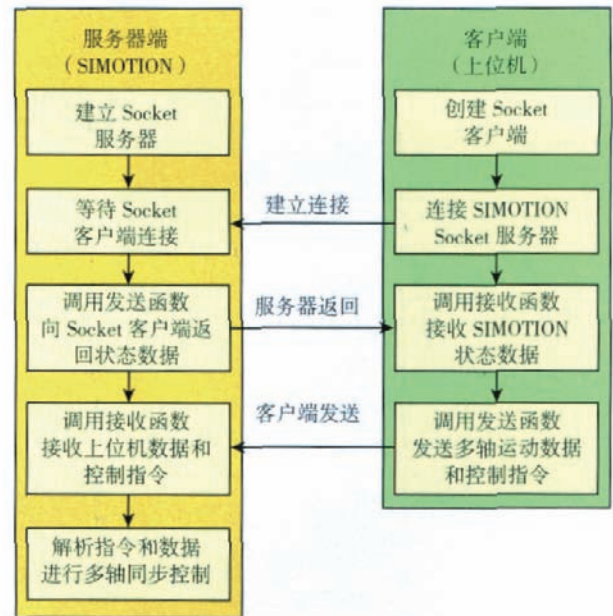 服务器端
（SIMOTION）
建立 Socket
服务器
等待 Socket
客户端连接
调用发送函数
向 Socket 客户端返
回状态数据
调用接收函数
接收上位机数据和
控制指令
解析指令和数据
进行多轴同步控制
建立连接
服务器返回
客户端发送
客户端
（上位机）
创建 Socket
客户端
连接 SIMOTION
Socket 服务器
调用接收函数
接收 SIMOTION
状态数据
调用发送函数
发送多轴运动数据
和控制指令